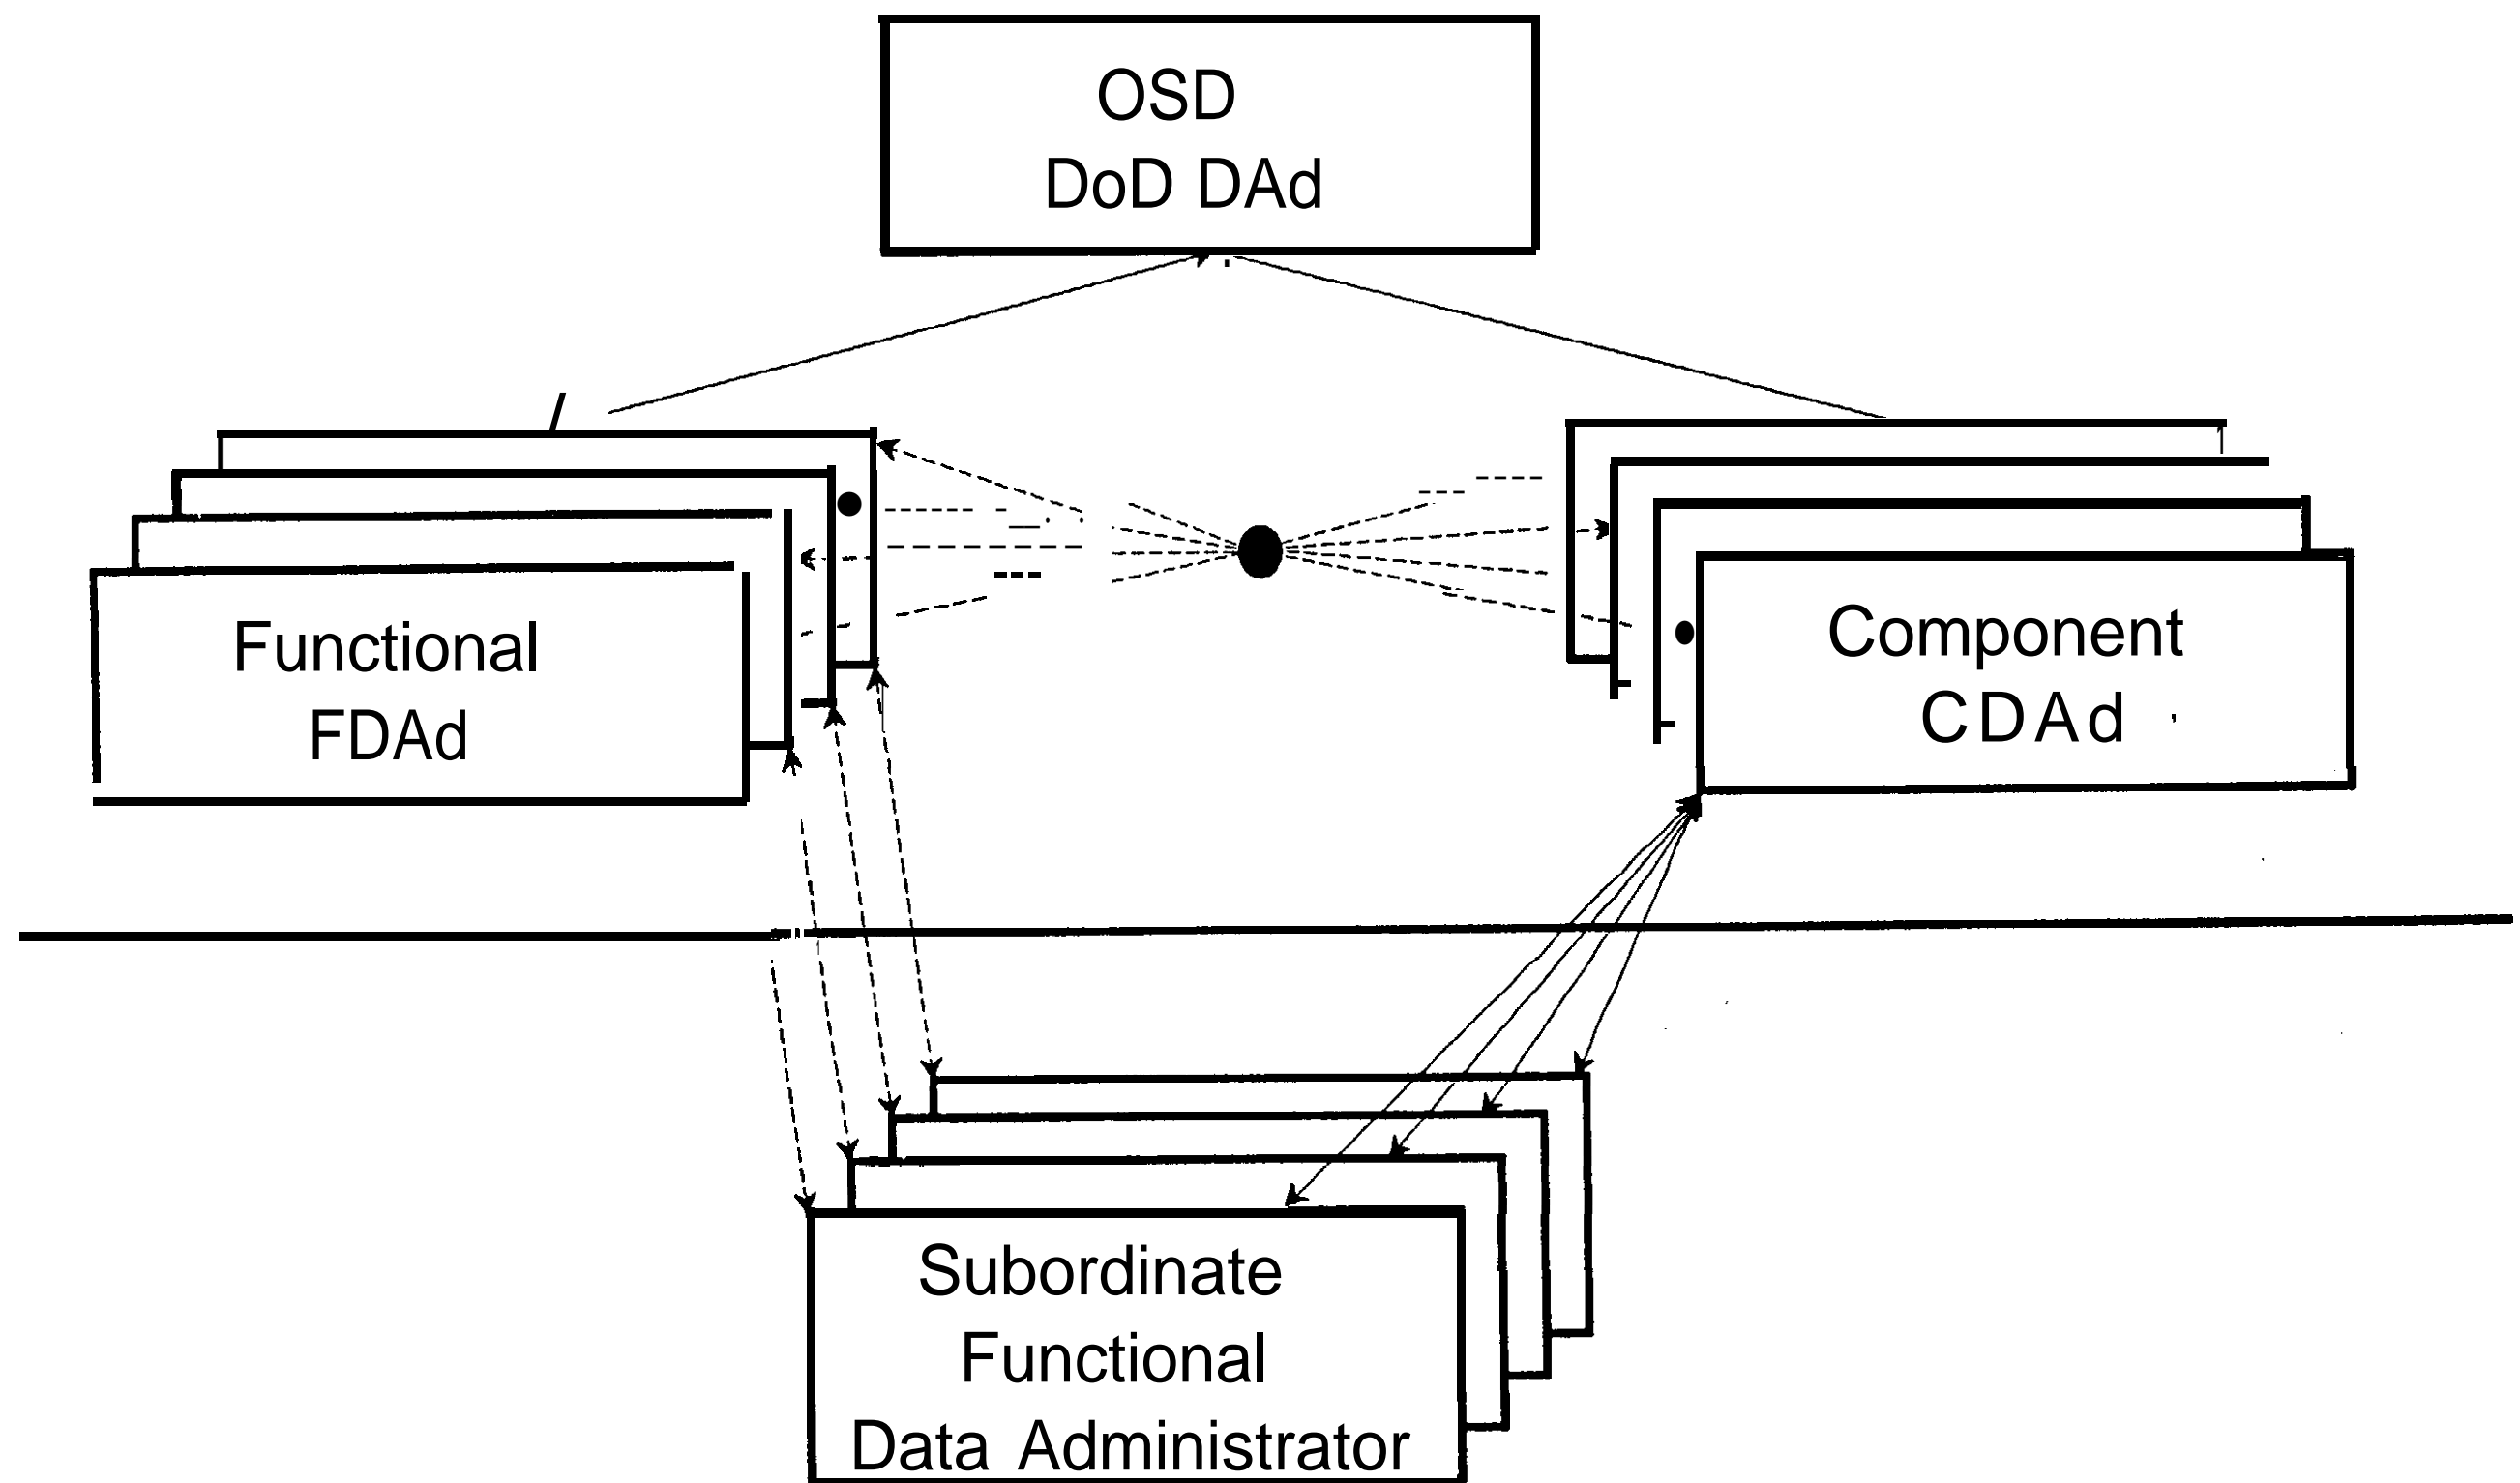 OSD
DoD DAd
Functional
FDAd
Component
CDAd
Subordinate
Functional
Data Administrator